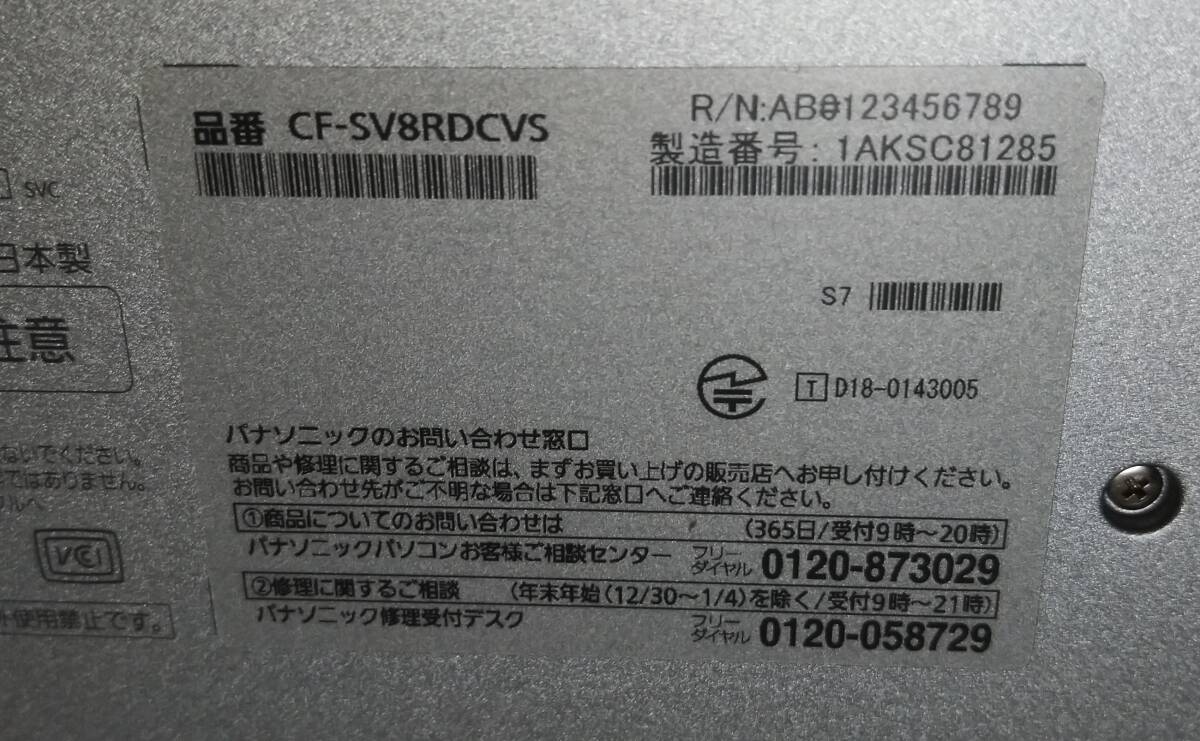 品番 CF-SV8RDCVS
R/N:AB0123456789
製造番号: 1AKSC81285
SVC
日本製
注意
S7
T D18-0143005
パナソニックのお問い合わせ窓口
商品や修理に関するご相談は、まずお買い上げの販売店へお申し付けください。
お問い合わせ先がご不明な場合は下記窓口へご連絡ください。
①商品についてのお問い合わせは (365日/受付9時～20時)
パナソニックパソコンお客様ご相談センター フリーダイヤル 0120-873029
②修理に関するご相談 (年末年始(12/30～1/4)を除く/受付9時～21時)
パナソニック修理受付デスク フリーダイヤル 0120-058729
ないでください。
ではありません。
ルへ
VCI
外使用禁止です。